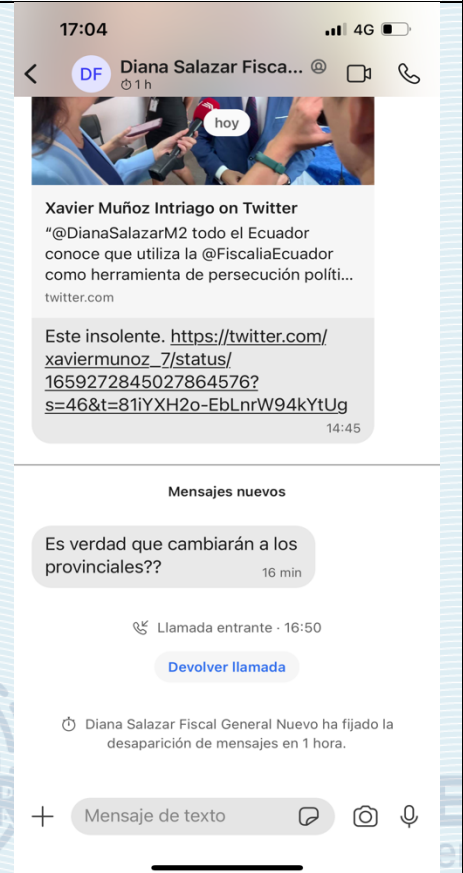 17:04
4G
DF
Diana Salazar Fisca...
1 h
hoy
Xavier Muñoz Intriago on Twitter
“@DianaSalazarM2 todo el Ecuador
conoce que utiliza la @FiscaliaEcuador
como herramienta de persecución políti...
twitter.com
Este insolente. https://twitter.com/
xaviermunoz_7/status/
1659272845027864576?
s=46&t=81iYXH2o-EbLnrW94kYtUg
14:45
Mensajes nuevos
Es verdad que cambiarán a los
provinciales??
16 min
Llamada entrante · 16:50
Devolver llamada
Diana Salazar Fiscal General Nuevo ha fijado la
desaparición de mensajes en 1 hora.
Mensaje de texto